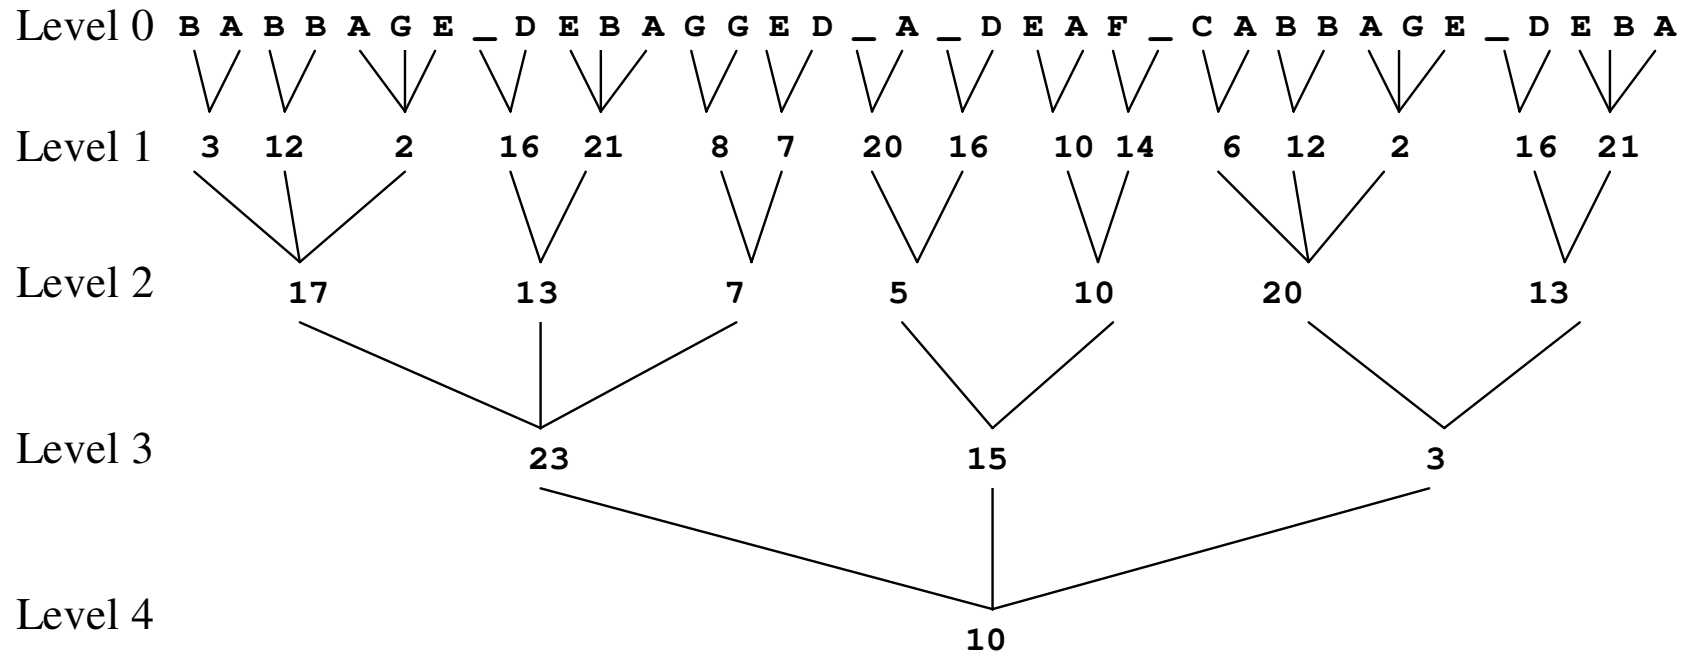 Level 0 B A B B A G E _ D E B A G G E D _ A _ D E A F _ C A B B A G E _ D E B A
Level 1 3 12 2 16 21 8 7 20 16 10 14 6 12 2 16 21
Level 2 17 13 7 5 10 20 13
Level 3 23 15 3
Level 4 10